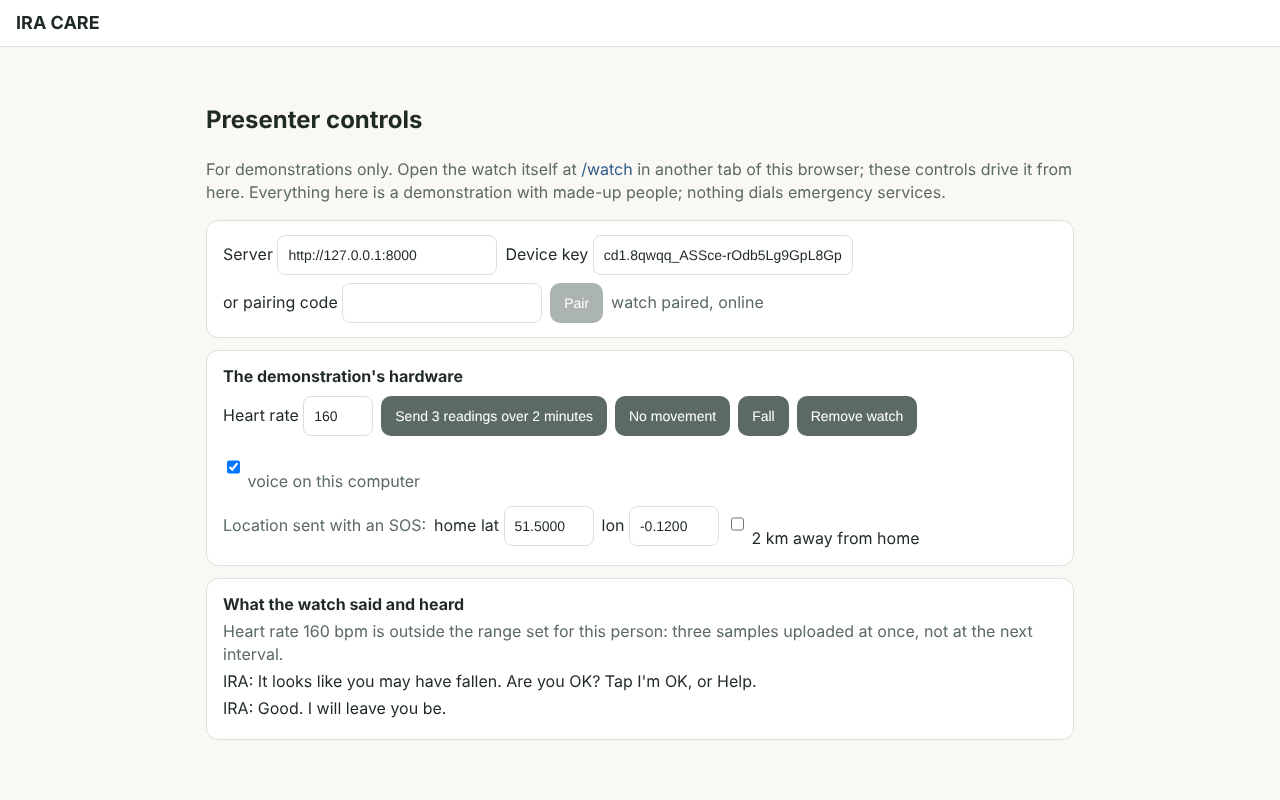 IRA CARE
Presenter controls
For demonstrations only. Open the watch itself at /watch in another tab of this browser; these controls drive it from
here. Everything here is a demonstration with made-up people; nothing dials emergency services.
Server http://127.0.0.1:8000 Device key cd1.8qwqq_ASSce-rOdb5Lg9GpL8Gp
or pairing code Pair watch paired, online
The demonstration's hardware
Heart rate 160 Send 3 readings over 2 minutes No movement Fall Remove watch
voice on this computer
Location sent with an SOS: home lat 51.5000 lon -0.1200 2 km away from home
What the watch said and heard
Heart rate 160 bpm is outside the range set for this person: three samples uploaded at once, not at the next
interval.
IRA: It looks like you may have fallen. Are you OK? Tap I'm OK, or Help.
IRA: Good. I will leave you be.